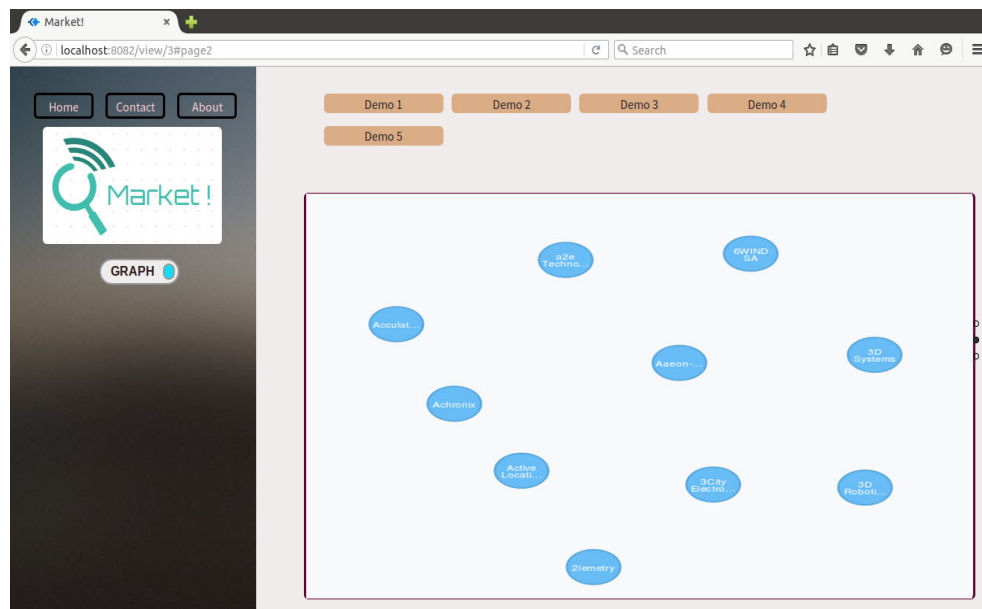 Market!
localhost:8082/view/3#page2
Search
Home
Contact
About
Market!
GRAPH
Demo 1
Demo 2
Demo 3
Demo 4
Demo 5
a2e
Techno...
6WIND
SA
Acculat...
Aaeon-...
3D
Systems
Achronix
Active
Locati...
3City
Electro...
3D
Roboti...
2lemetry